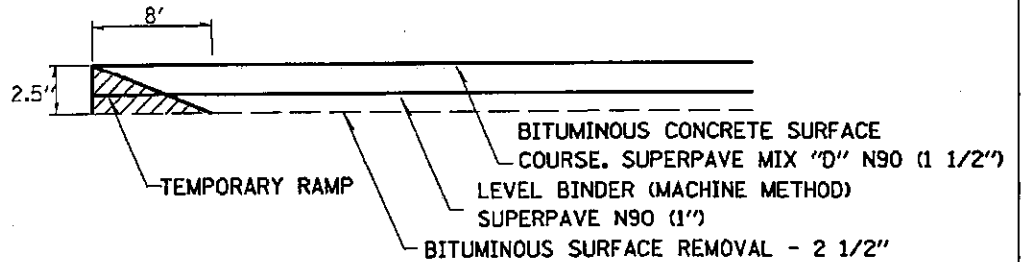 8'
2.5"
BITUMINOUS CONCRETE SURFACE
COURSE. SUPERPAVE MIX "D" N90 (1 1/2")
TEMPORARY RAMP
LEVEL BINDER (MACHINE METHOD)
SUPERPAVE N90 (1")
BITUMINOUS SURFACE REMOVAL - 2 1/2"